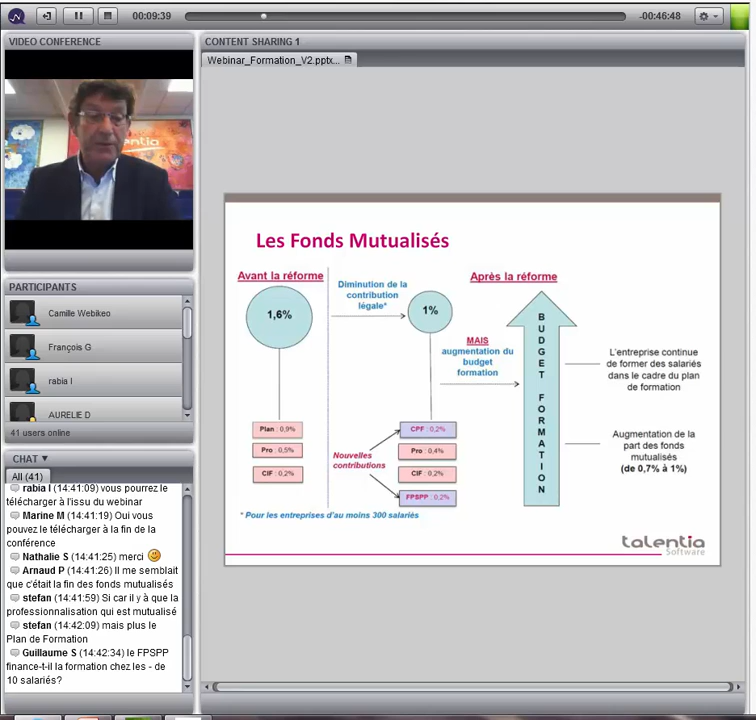 00:09:39
-00:46:48
VIDEO CONFERENCE
CONTENT SHARING 1
Webinar_Formation_V2.pptx...
PARTICIPANTS
Camille Webikeo
François G
rabia I
AURELIE D
41 users online
CHAT
All (41)
rabia I (14:41:09) vous pourrez le
télécharger à l'issu du webinar
Marine M (14:41:19) Oui vous
pouvez le télécharger à la fin de la
conférence
Nathalie S (14:41:25) merci
Arnaud P (14:41:26) Il me semblait
que c'était la fin des fonds mutualisés
stefan (14:41:59) Si car il y à que la
professionnalisation qui est mutualisé
stefan (14:42:09) mais plus le
Plan de Formation
Guillaume S (14:42:34) le FPSPP
finance-t-il la formation chez les - de
10 salariés?
Les Fonds Mutualisés
Avant la réforme
1,6%
Plan : 0,9%
Pro : 0,5%
CIF : 0,2%
Diminution de la
contribution
légale*
Après la réforme
1%
MAIS
augmentation du
budget
formation
Nouvelles
contributions
CPF : 0,2%
Pro : 0,4%
CIF : 0,2%
FPSPP : 0,2%
BUDGET FORMATION
L'entreprise continue
de former des salariés
dans le cadre du plan
de formation
Augmentation de la
part des fonds
mutualisés
(de 0,7% à 1%)
* Pour les entreprises d'au moins 300 salariés
talentia
Software